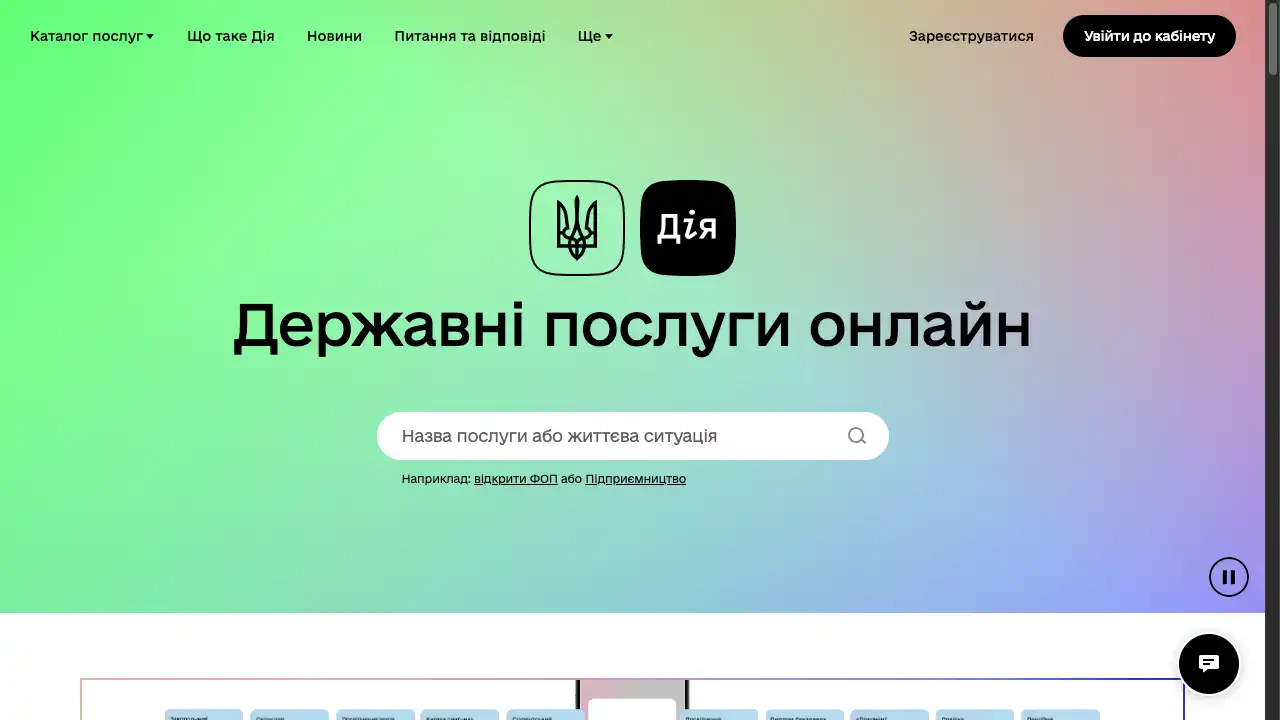 Каталог послуг
Що таке Дія
Новини
Питання та відповіді
Ще
Зареєструватися
Увійти до кабінету
Дія
Державні послуги онлайн
Назва послуги або життєва ситуація
Наприклад: відкрити ФОП або Підприємництво